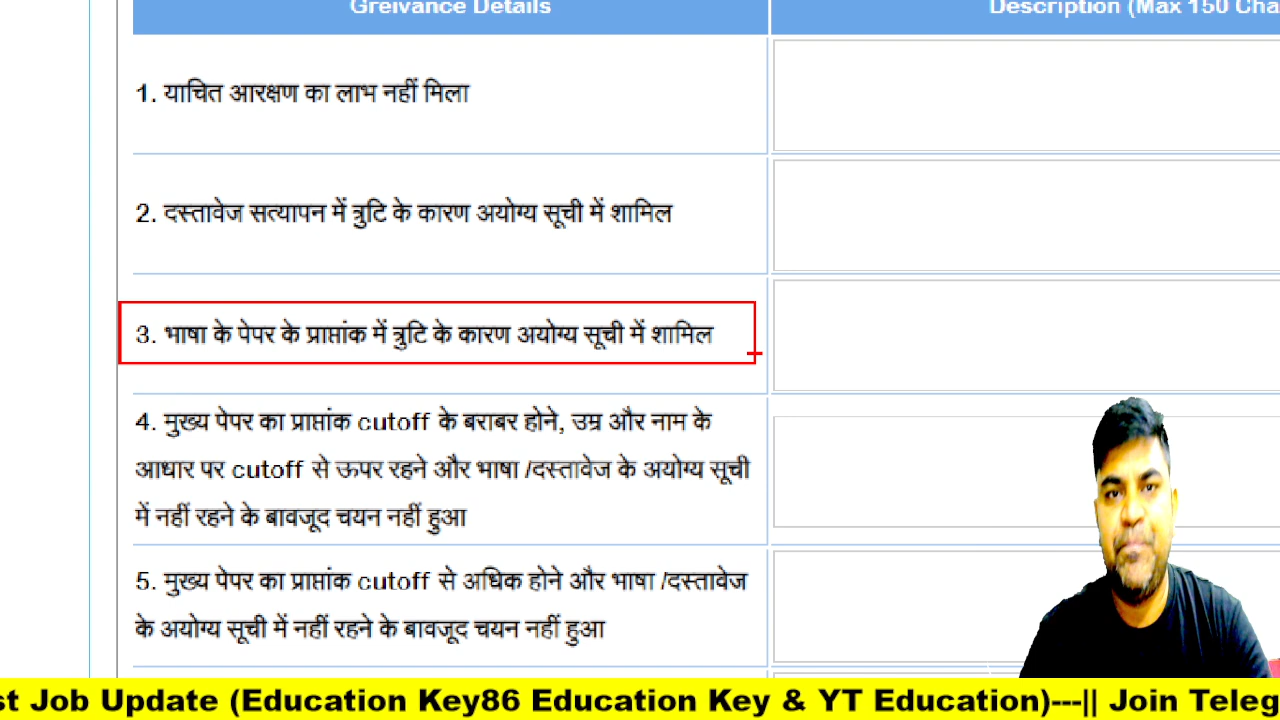 Greivance Details
Description (Max 150 Cha
1. याचित आरक्षण का लाभ नहीं मिला
2. दस्तावेज सत्यापन में त्रुटि के कारण अयोग्य सूची में शामिल
3. भाषा के पेपर के प्राप्तांक में त्रुटि के कारण अयोग्य सूची में शामिल
4. मुख्य पेपर का प्राप्तांक cutoff के बराबर होने, उम्र और नाम के
आधार पर cutoff से ऊपर रहने और भाषा /दस्तावेज के अयोग्य सूची
में नहीं रहने के बावजूद चयन नहीं हुआ
5. मुख्य पेपर का प्राप्तांक cutoff से अधिक होने और भाषा /दस्तावेज
के अयोग्य सूची में नहीं रहने के बावजूद चयन नहीं हुआ
st Job Update (Education Key86 Education Key & YT Education)---|| Join Teleg